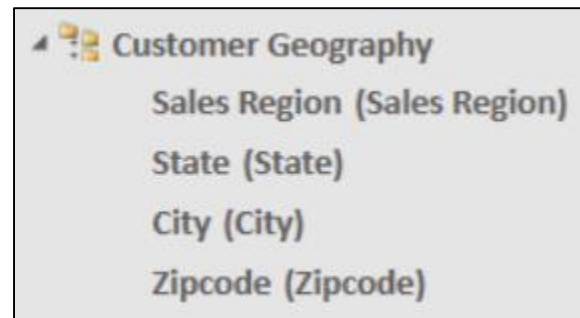 Customer Geography
Sales Region (Sales Region)
State (State)
City (City)
Zipcode (Zipcode)